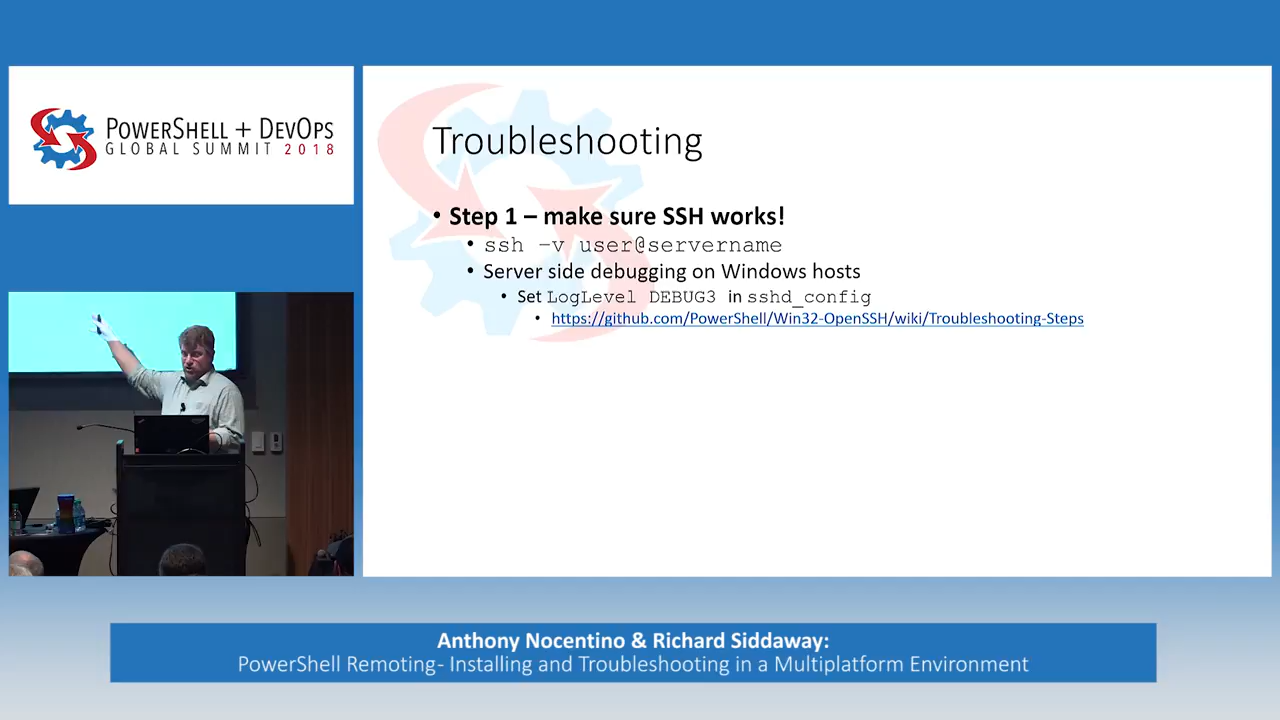 POWERSHELL + DEVOPS
GLOBAL SUMMIT 2018
Troubleshooting
• Step 1 – make sure SSH works!
• ssh –v user@servername
• Server side debugging on Windows hosts
• Set LogLevel DEBUG3 in sshd_config
• https://github.com/PowerShell/Win32-OpenSSH/wiki/Troubleshooting-Steps
Anthony Nocentino & Richard Siddaway:
PowerShell Remoting - Installing and Troubleshooting in a Multiplatform Environment